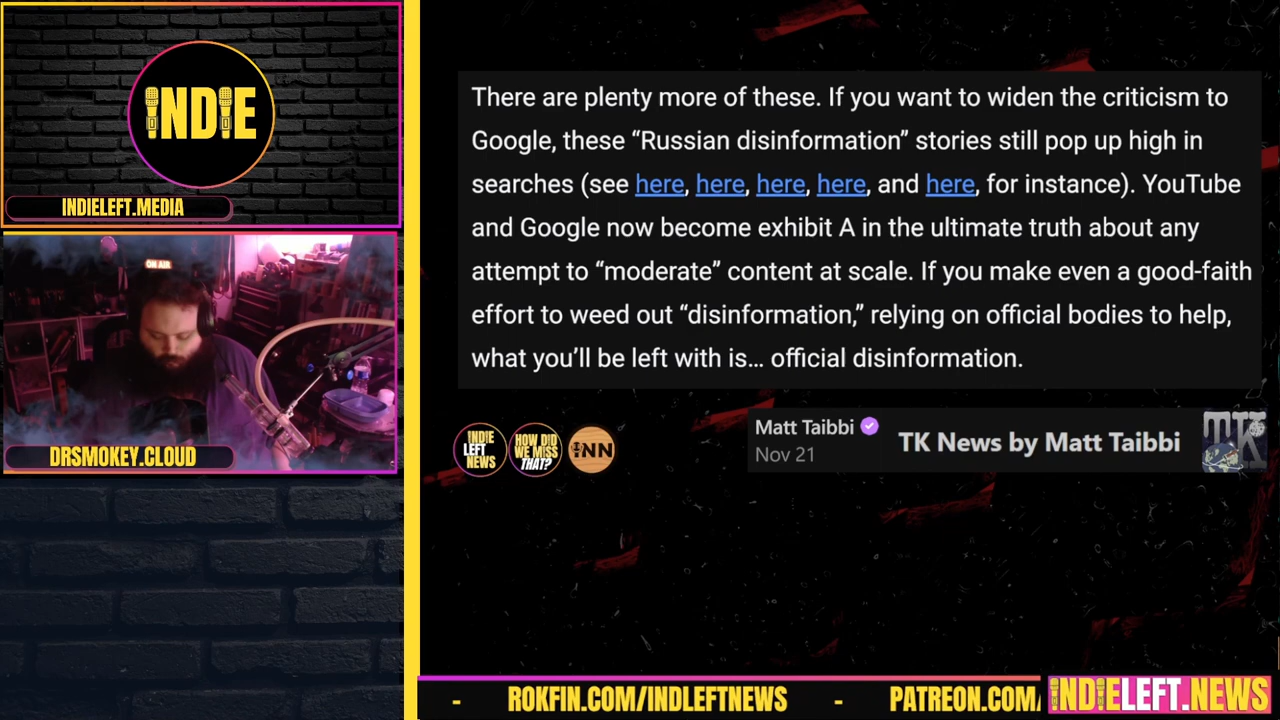 INDIE
INDIELEFT.MEDIA
ON AIR
DRSMOKEY.CLOUD
There are plenty more of these. If you want to widen the criticism to
Google, these “Russian disinformation” stories still pop up high in
searches (see here, here, here, here, and here, for instance). YouTube
and Google now become exhibit A in the ultimate truth about any
attempt to “moderate” content at scale. If you make even a good-faith
effort to weed out “disinformation,” relying on official bodies to help,
what you’ll be left with is… official disinformation.
INDIE
LEFT
NEWS
HOW DID
WE MISS
THAT?
INN
Matt Taibbi
Nov 21
TK News by Matt Taibbi
TK
- ROKFIN.COM/INDLEFTNEWS - PATREON.COM/
INDIELEFT.NEWS